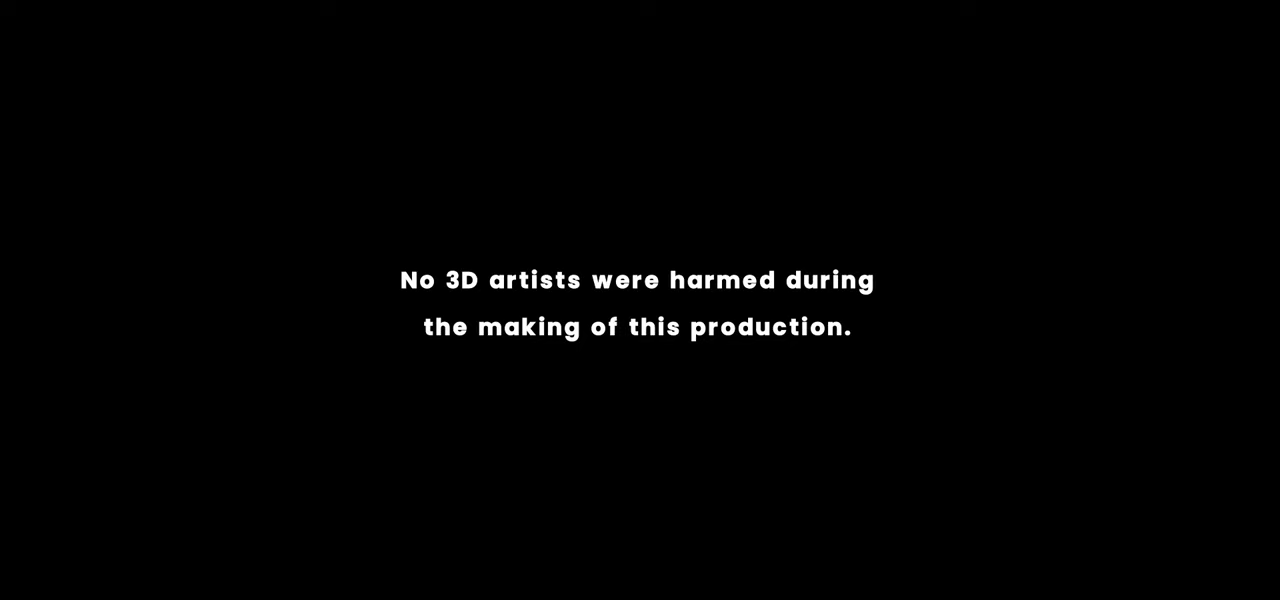 No 3D artists were harmed during
the making of this production.